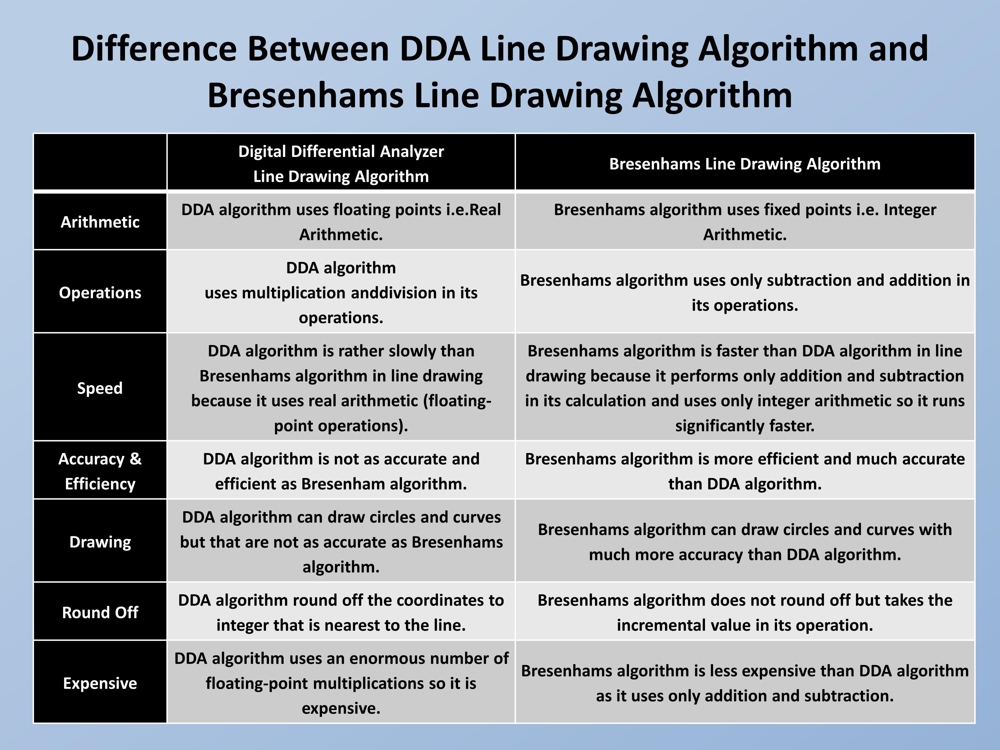 Difference Between DDA Line Drawing Algorithm and
Bresenhams Line Drawing Algorithm
Digital Differential Analyzer
Line Drawing Algorithm
Bresenhams Line Drawing Algorithm
Arithmetic
DDA algorithm uses floating points i.e.Real
Arithmetic.
Bresenhams algorithm uses fixed points i.e. Integer
Arithmetic.
Operations
DDA algorithm
uses multiplication anddivision in its
operations.
Bresenhams algorithm uses only subtraction and addition in
its operations.
Speed
DDA algorithm is rather slowly than
Bresenhams algorithm in line drawing
because it uses real arithmetic (floating-
point operations).
Bresenhams algorithm is faster than DDA algorithm in line
drawing because it performs only addition and subtraction
in its calculation and uses only integer arithmetic so it runs
significantly faster.
Accuracy &
Efficiency
DDA algorithm is not as accurate and
efficient as Bresenham algorithm.
Bresenhams algorithm is more efficient and much accurate
than DDA algorithm.
Drawing
DDA algorithm can draw circles and curves
but that are not as accurate as Bresenhams
algorithm.
Bresenhams algorithm can draw circles and curves with
much more accuracy than DDA algorithm.
Round Off
DDA algorithm round off the coordinates to
integer that is nearest to the line.
Bresenhams algorithm does not round off but takes the
incremental value in its operation.
Expensive
DDA algorithm uses an enormous number of
floating-point multiplications so it is
expensive.
Bresenhams algorithm is less expensive than DDA algorithm
as it uses only addition and subtraction.